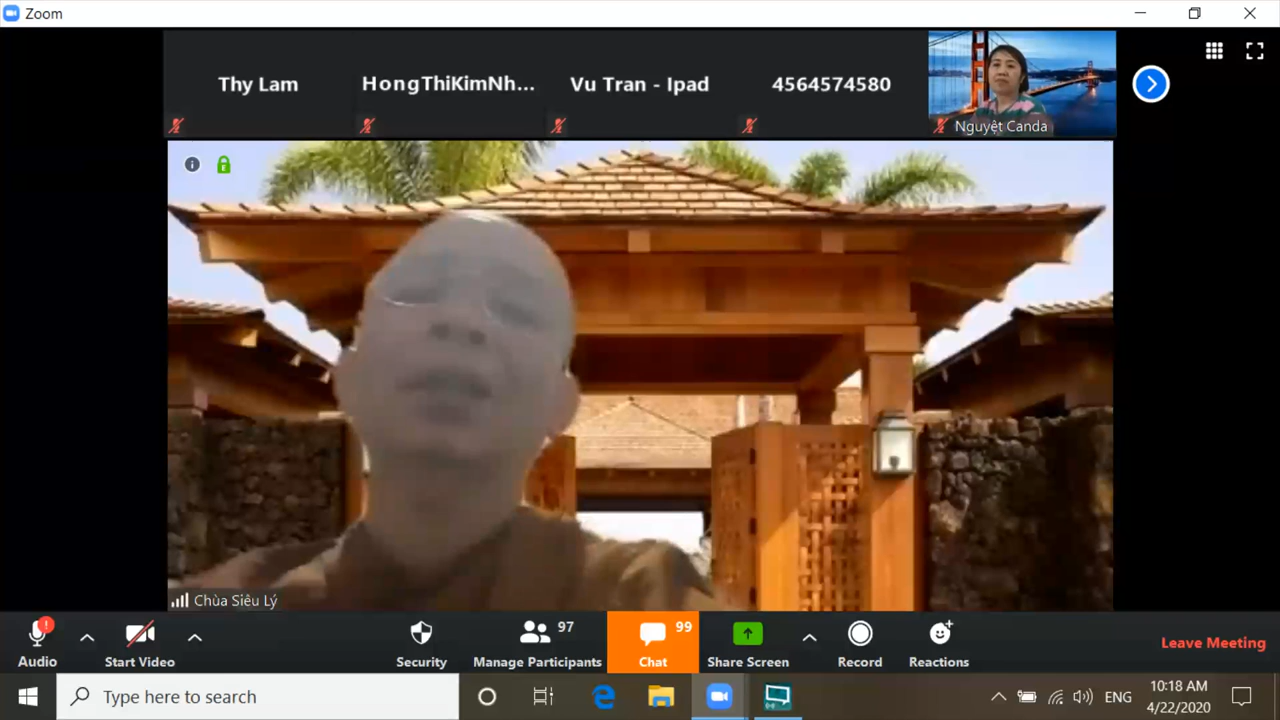 Zoom
Thy Lam
HongThiKimNh...
Vu Tran - Ipad
4564574580
Nguyệt Canda
Chùa Siêu Lý
97
99
Audio
Start Video
Security
Manage Participants
Chat
Share Screen
Record
Reactions
Leave Meeting
Type here to search
ENG
10:18 AM
4/22/2020